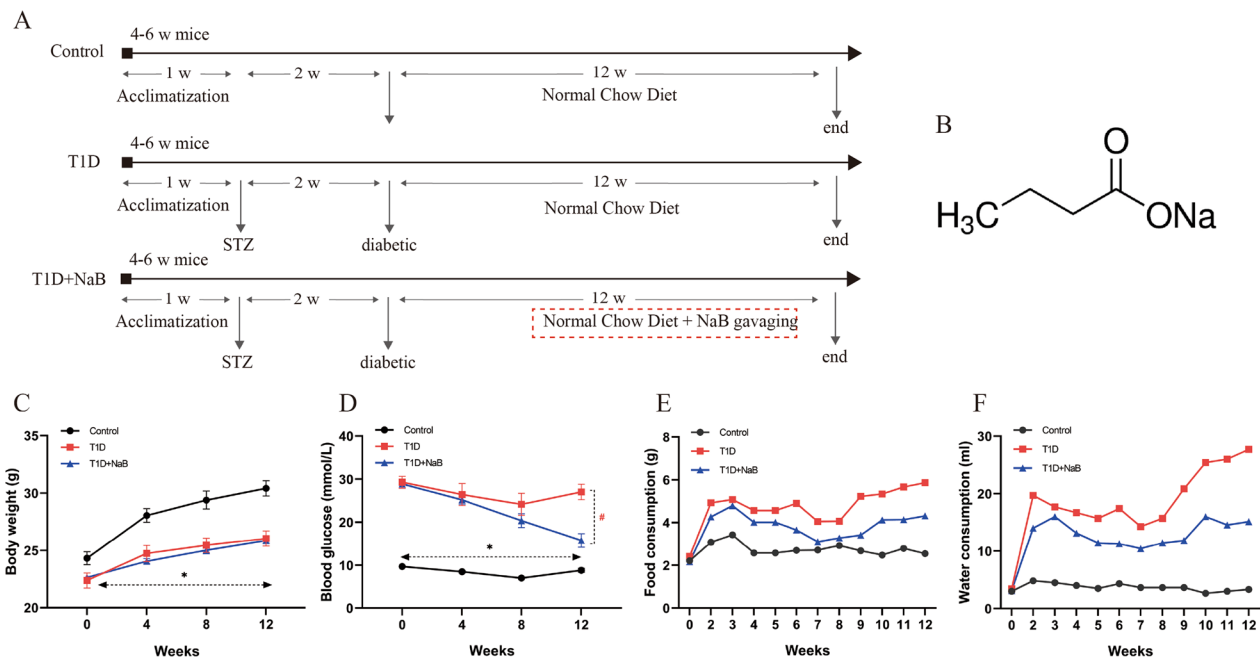 A
4-6 w mice
Control
1 w
2 w
12 w
Acclimatization
Normal Chow Diet
end
4-6 w mice
T1D
1 w
2 w
12 w
Acclimatization
Normal Chow Diet
STZ
diabetic
end
4-6 w mice
T1D+NaB
1 w
2 w
12 w
Acclimatization
Normal Chow Diet + NaB gavaging
STZ
diabetic
end
B
O
H₃C
ONa
C
Control
T1D
T1D+NaB
Body weight (g)
35
30
25
20
*
0 4 8 12
Weeks
D
Control
T1D
T1D+NaB
Blood glucose (mmol/L)
40
30
20
10
0
*
#
0 4 8 12
Weeks
E
Control
T1D
T1D+NaB
Food consumption (g)
8
6
4
2
0
0 2 3 4 5 6 7 8 9 10 11 12
Weeks
F
Control
T1D
T1D+NaB
Water consumption (ml)
30
20
10
0
0 2 3 4 5 6 7 8 9 10 11 12
Weeks